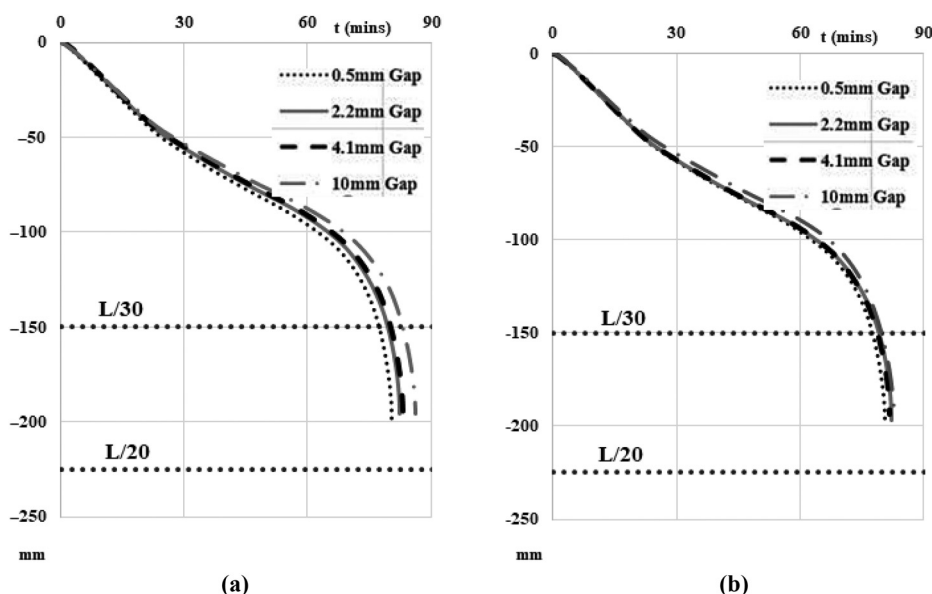 0 30 60 t (mins) 90
0
0.5mm Gap
2.2mm Gap
4.1mm Gap
10mm Gap
–50
–100
L/30
–150
–200
L/20
–250
mm
(a)
0 30 60 t (mins) 90
0
0.5mm Gap
2.2mm Gap
4.1mm Gap
10mm Gap
-50
-100
L/30
-150
-200
L/20
-250
mm
(b)